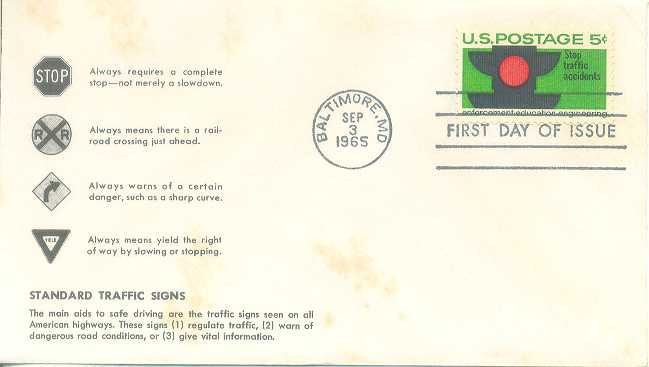 STOP
Always requires a complete
stop—not merely a slowdown.
R R
Always means there is a rail-
road crossing just ahead.
Always warns of a certain
danger, such as a sharp curve.
YIELD
Always means yield the right
of way by slowing or stopping.
STANDARD TRAFFIC SIGNS
The main aids to safe driving are the traffic signs seen on all
American highways. These signs (1) regulate traffic, (2) warn of
dangerous road conditions, or (3) give vital information.
BALTIMORE, MD
SEP
3
1965
U.S. POSTAGE 5¢
Stop
traffic
accidents
enforcement·education·engineering
FIRST DAY OF ISSUE